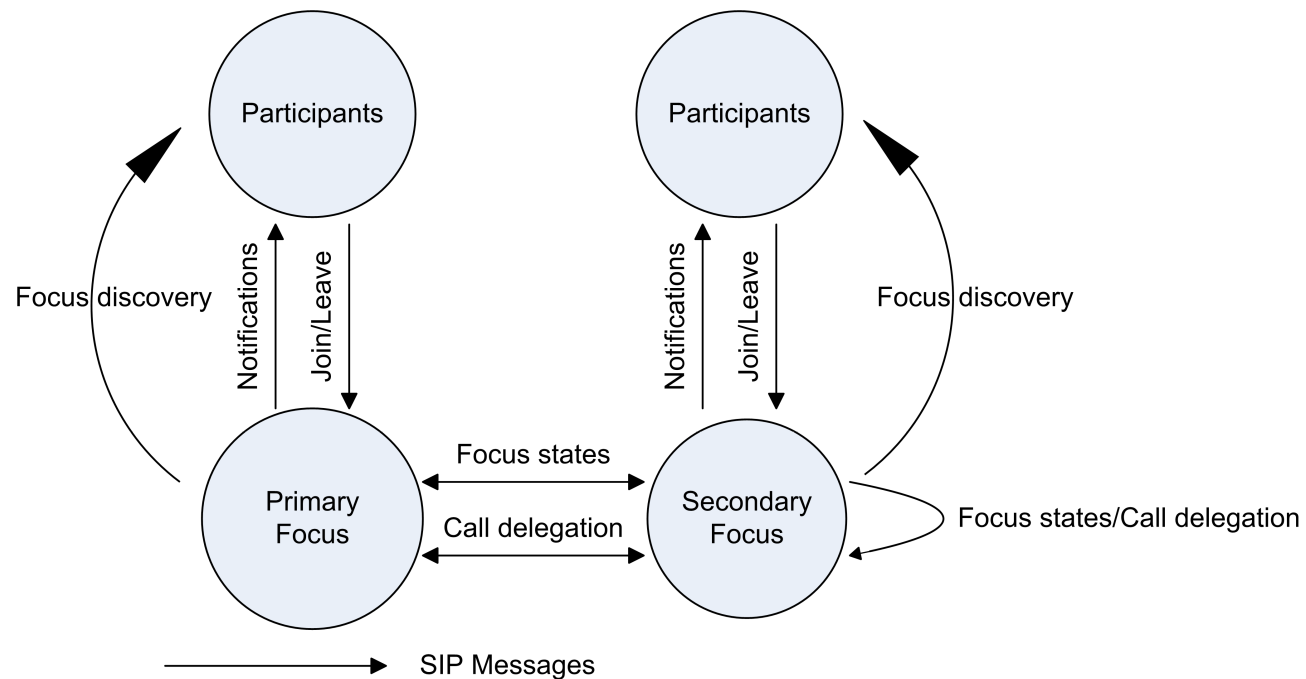 Participants
Participants
Focus discovery
Notifications
Join/Leave
Notifications
Join/Leave
Focus discovery
Primary
Focus
Focus states
Call delegation
Secondary
Focus
Focus states/Call delegation
SIP Messages